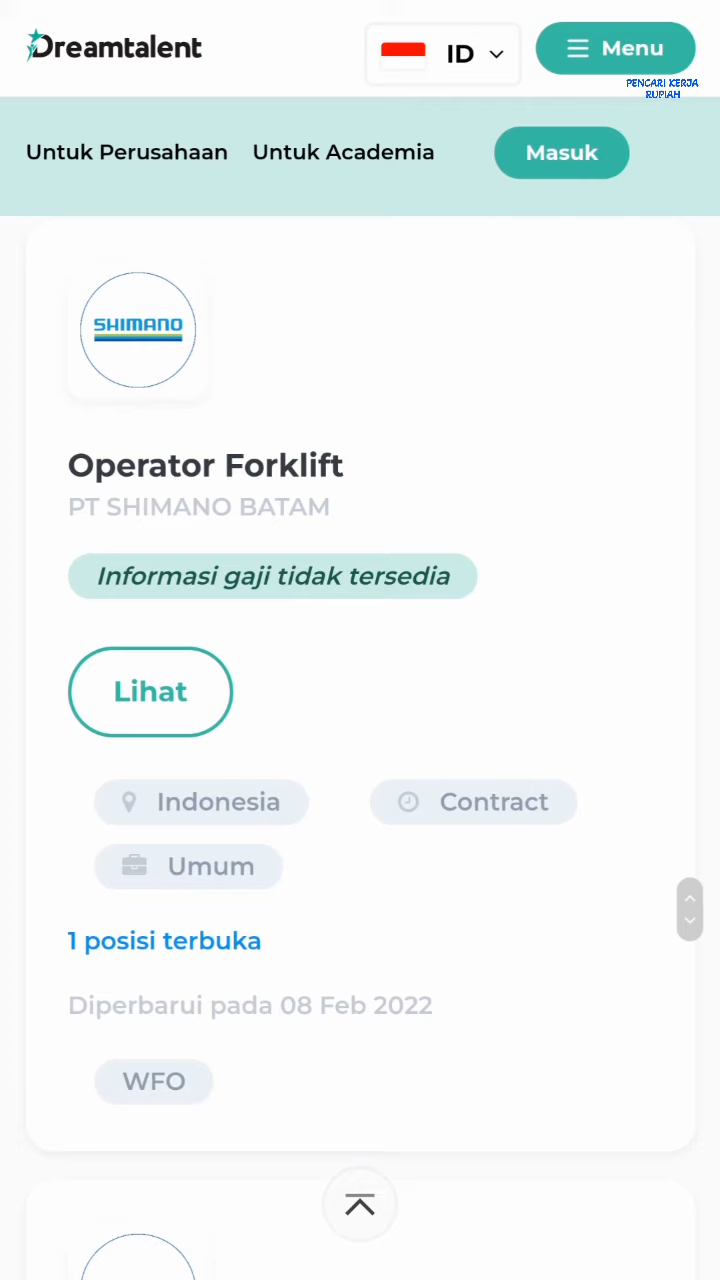 Dreamtalent
ID
Menu
PENCARI KERJA
RUPIAH
Untuk Perusahaan
Untuk Academia
Masuk
SHIMANO
Operator Forklift
PT SHIMANO BATAM
Informasi gaji tidak tersedia
Lihat
Indonesia
Contract
Umum
1 posisi terbuka
Diperbarui pada 08 Feb 2022
WFO